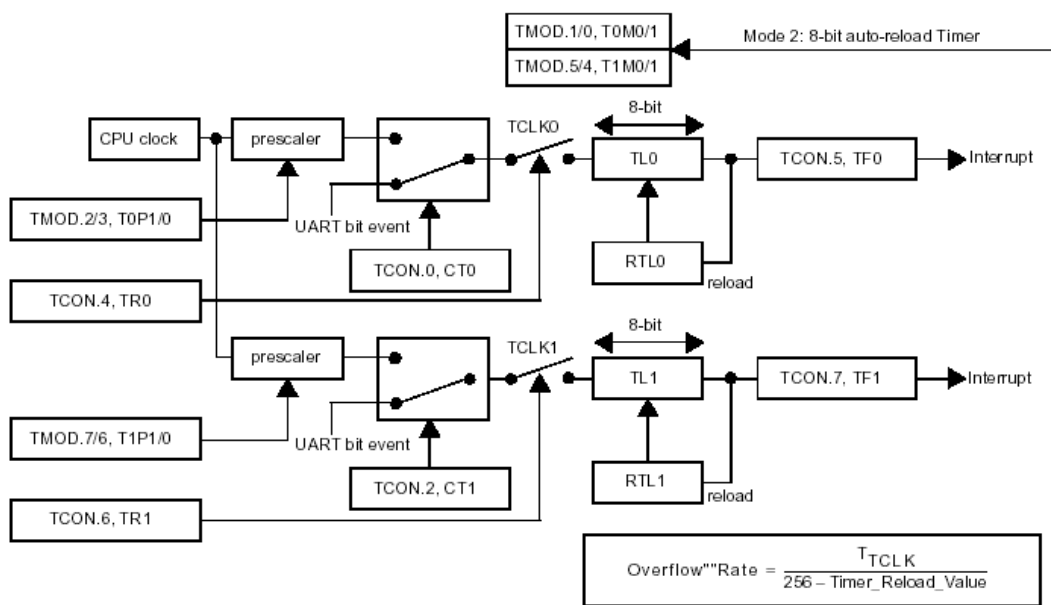 TMOD.1/0, T0M0/1
TMOD.5/4, T1M0/1
Mode 2: 8-bit auto-reload Timer
8-bit
TCLK0
CPU clock
prescaler
TL0
TCON.5, TF0
Interrupt
TMOD.2/3, T0P1/0
UART bit event
TCON.0, CT0
RTL0
reload
TCON.4, TR0
8-bit
TCLK1
prescaler
TL1
TCON.7, TF1
Interrupt
TMOD.7/6, T1P1/0
UART bit event
TCON.2, CT1
RTL1
reload
TCON.6, TR1
Overflow""Rate = T TCLK
256 – Timer_Reload_Value